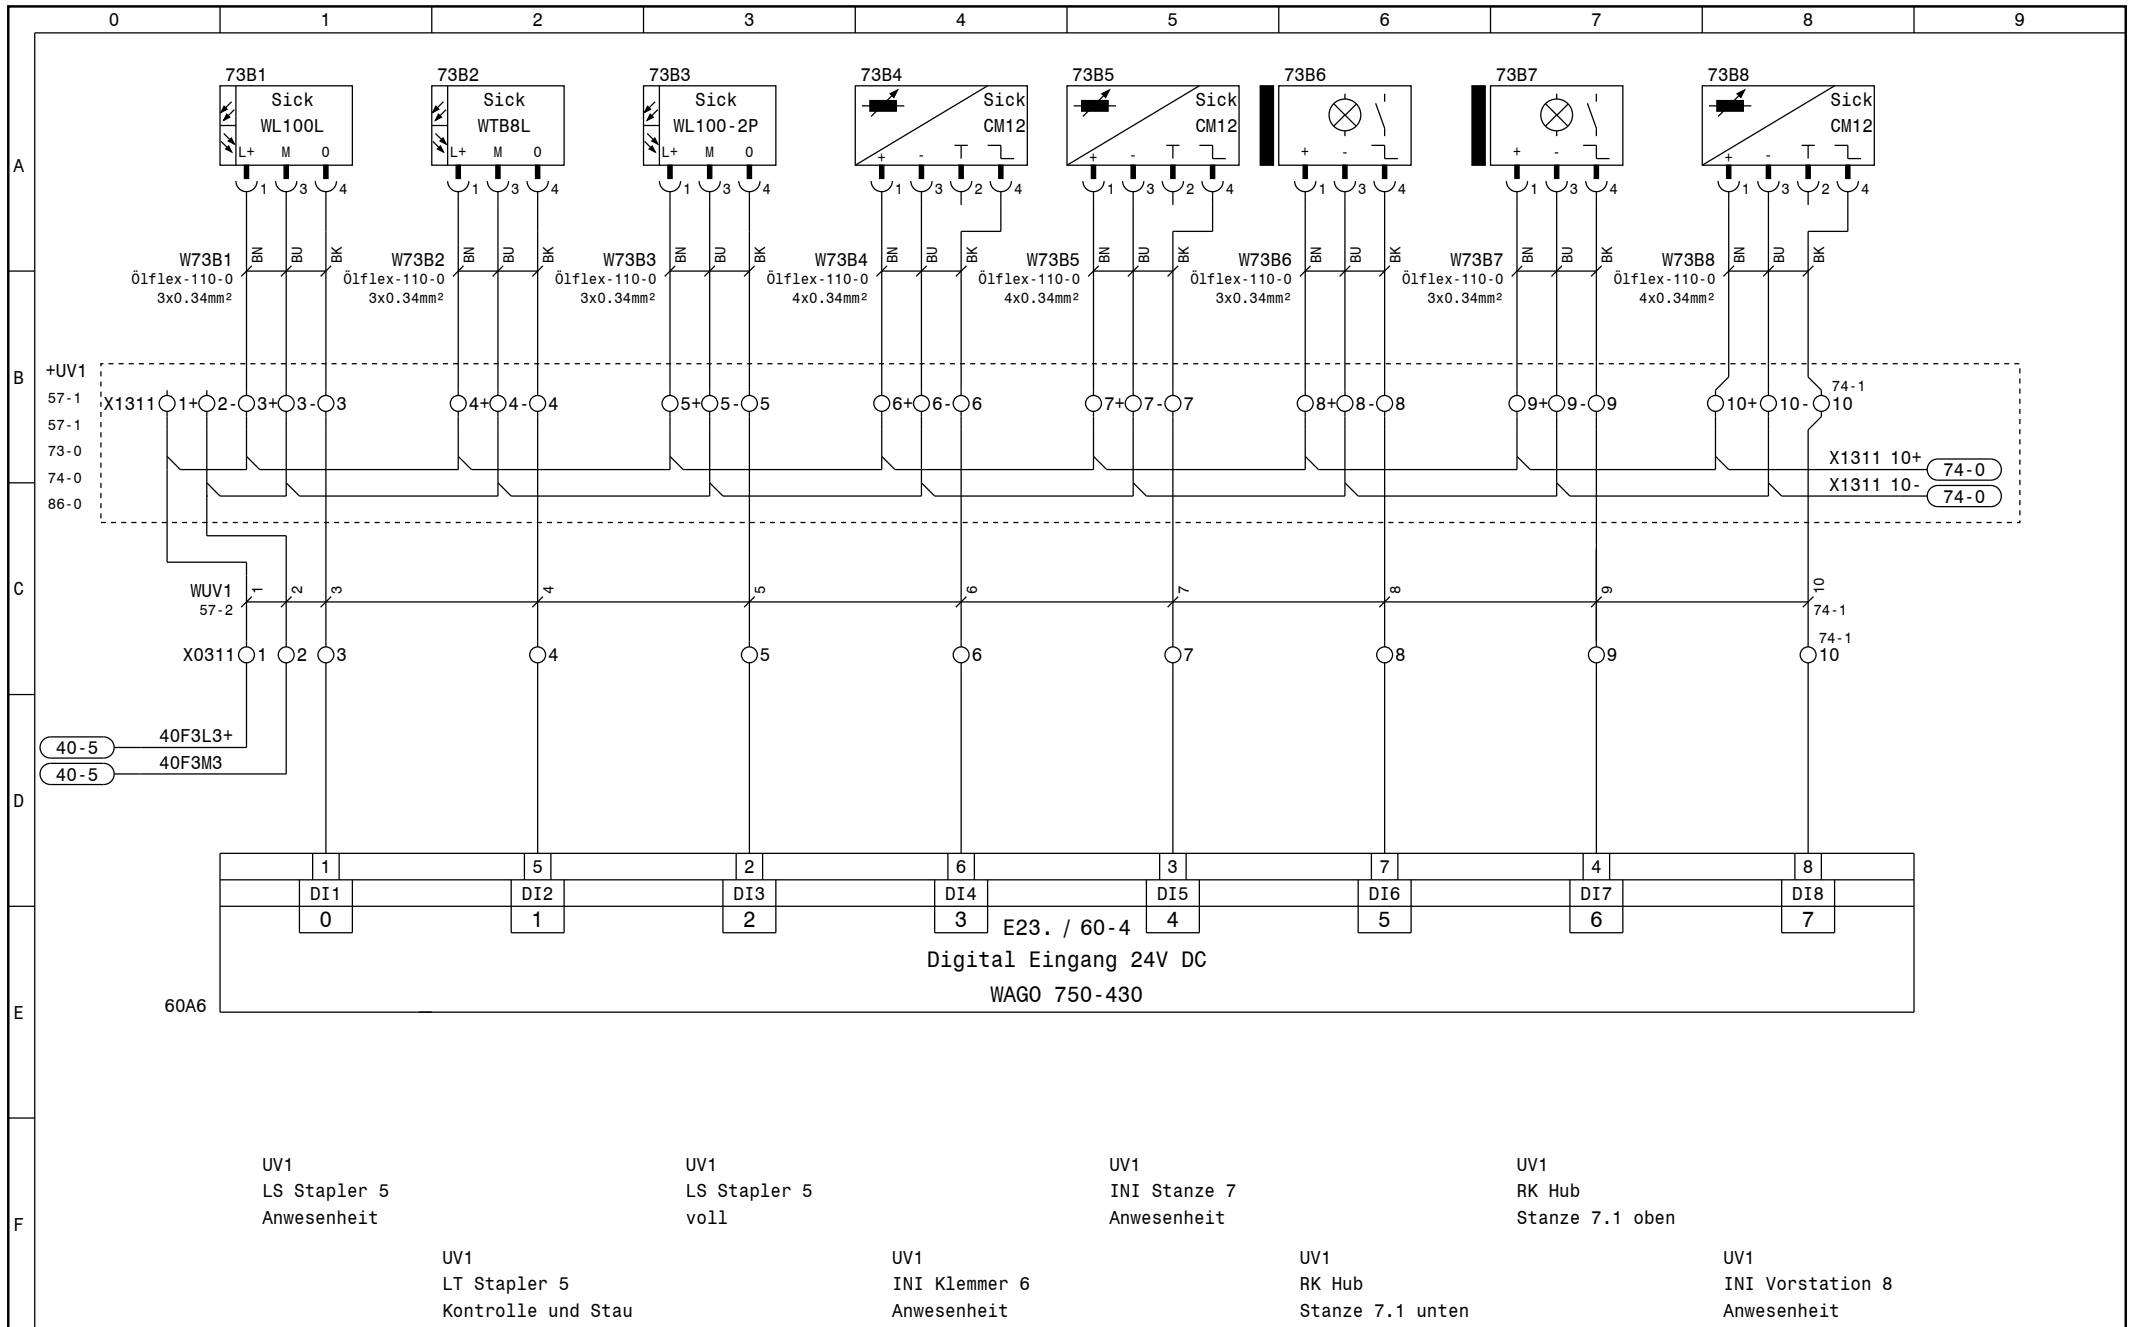 0 1 2 3 4 5 6 7 8 9
73B1 73B2 73B3 73B4 73B5 73B6 73B7 73B8
Sick Sick Sick Sick Sick Sick
WL100L WTB8L WL100-2P CM12 CM12 CM12
L+ M Q L+ M Q L+ M Q + - + - + - + - + -
A
1 3 4 1 3 4 1 3 4 1 3 2 4 1 3 2 4 1 3 4 1 3 4 1 3 2 4
BN BU BK BN BU BK BN BU BK BN BU BK BN BU BK BN BU BK BN BU BK BN BU BK
W73B1 W73B2 W73B3 W73B4 W73B5 W73B6 W73B7 W73B8
Ölflex-110-0 Ölflex-110-0 Ölflex-110-0 Ölflex-110-0 Ölflex-110-0 Ölflex-110-0 Ölflex-110-0 Ölflex-110-0
3x0.34mm² 3x0.34mm² 3x0.34mm² 4x0.34mm² 4x0.34mm² 3x0.34mm² 3x0.34mm² 4x0.34mm²
+UV1
B
74-1
57-1
X1311 1+ 2- 3+ 3- 3 4+ 4- 4 5+ 5- 5 6+ 6- 6 7+ 7- 7 8+ 8- 8 9+ 9- 9 10+ 10- 10
57-1
73-0
X1311 10+ 74-0
74-0
X1311 10- 74-0
86-0
C
WUV1 1 2 3 4 5 6 7 8 9 10
57-2 74-1
74-1
X0311 1 2 3 4 5 6 7 8 9 10
40F3L3+
40-5
40F3M3
40-5
D
1 5 2 6 3 7 4 8
DI1 DI2 DI3 DI4 DI5 DI6 DI7 DI8
0 1 2 3 4 5 6 7
E23. / 60-4
Digital Eingang 24V DC
WAGO 750-430
60A6
E
UV1 UV1 UV1 UV1
LS Stapler 5 LS Stapler 5 INI Stanze 7 RK Hub
Anwesenheit voll Anwesenheit Stanze 7.1 oben
F
UV1 UV1 UV1 UV1
LT Stapler 5 INI Klemmer 6 RK Hub INI Vorstation 8
Kontrolle und Stau Anwesenheit Stanze 7.1 unten Anwesenheit